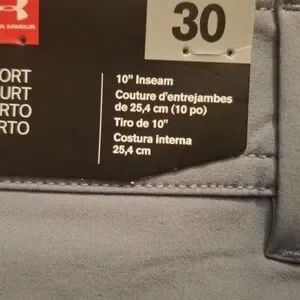 30
10" Inseam
Couture d'entrejambes
de 25,4 cm (10 po)
Tiro de 10"
Costura interna
25,4 cm